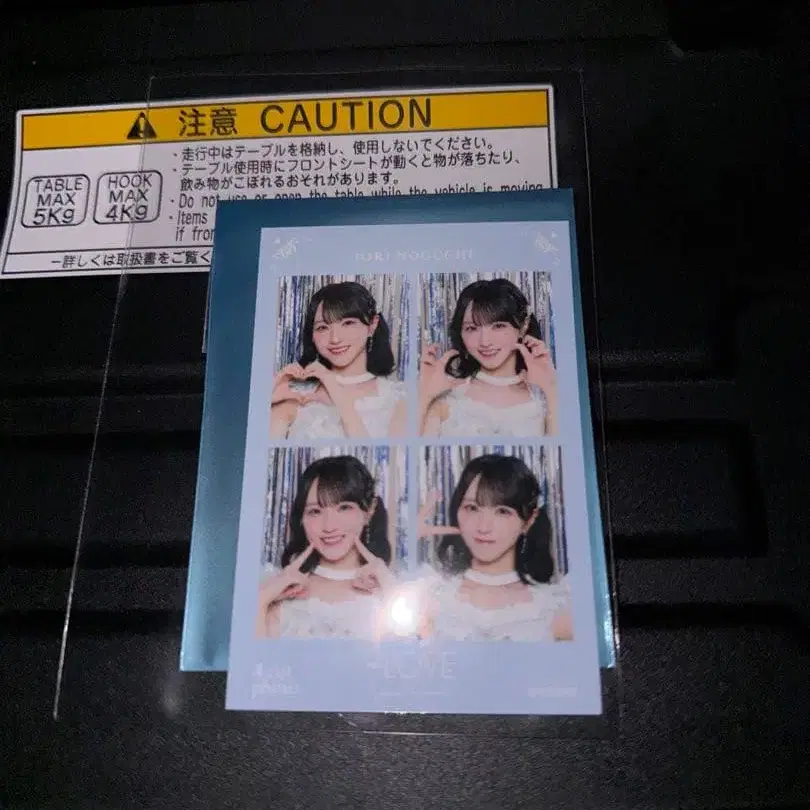 注意 CAUTION
TABLE
MAX
5Kg
HOOK
MAX
4Kg
・走行中はテーブルを格納し、使用しないでください。
・テーブル使用時にフロントシートが動くと物が落ちたり、
飲み物がこぼれるおそれがあります。
・Do not use or open the table while the vehicle is moving
・Items
if fron
ー詳しくは取扱書をご覧く
IORI NOGUCHI
LOVE